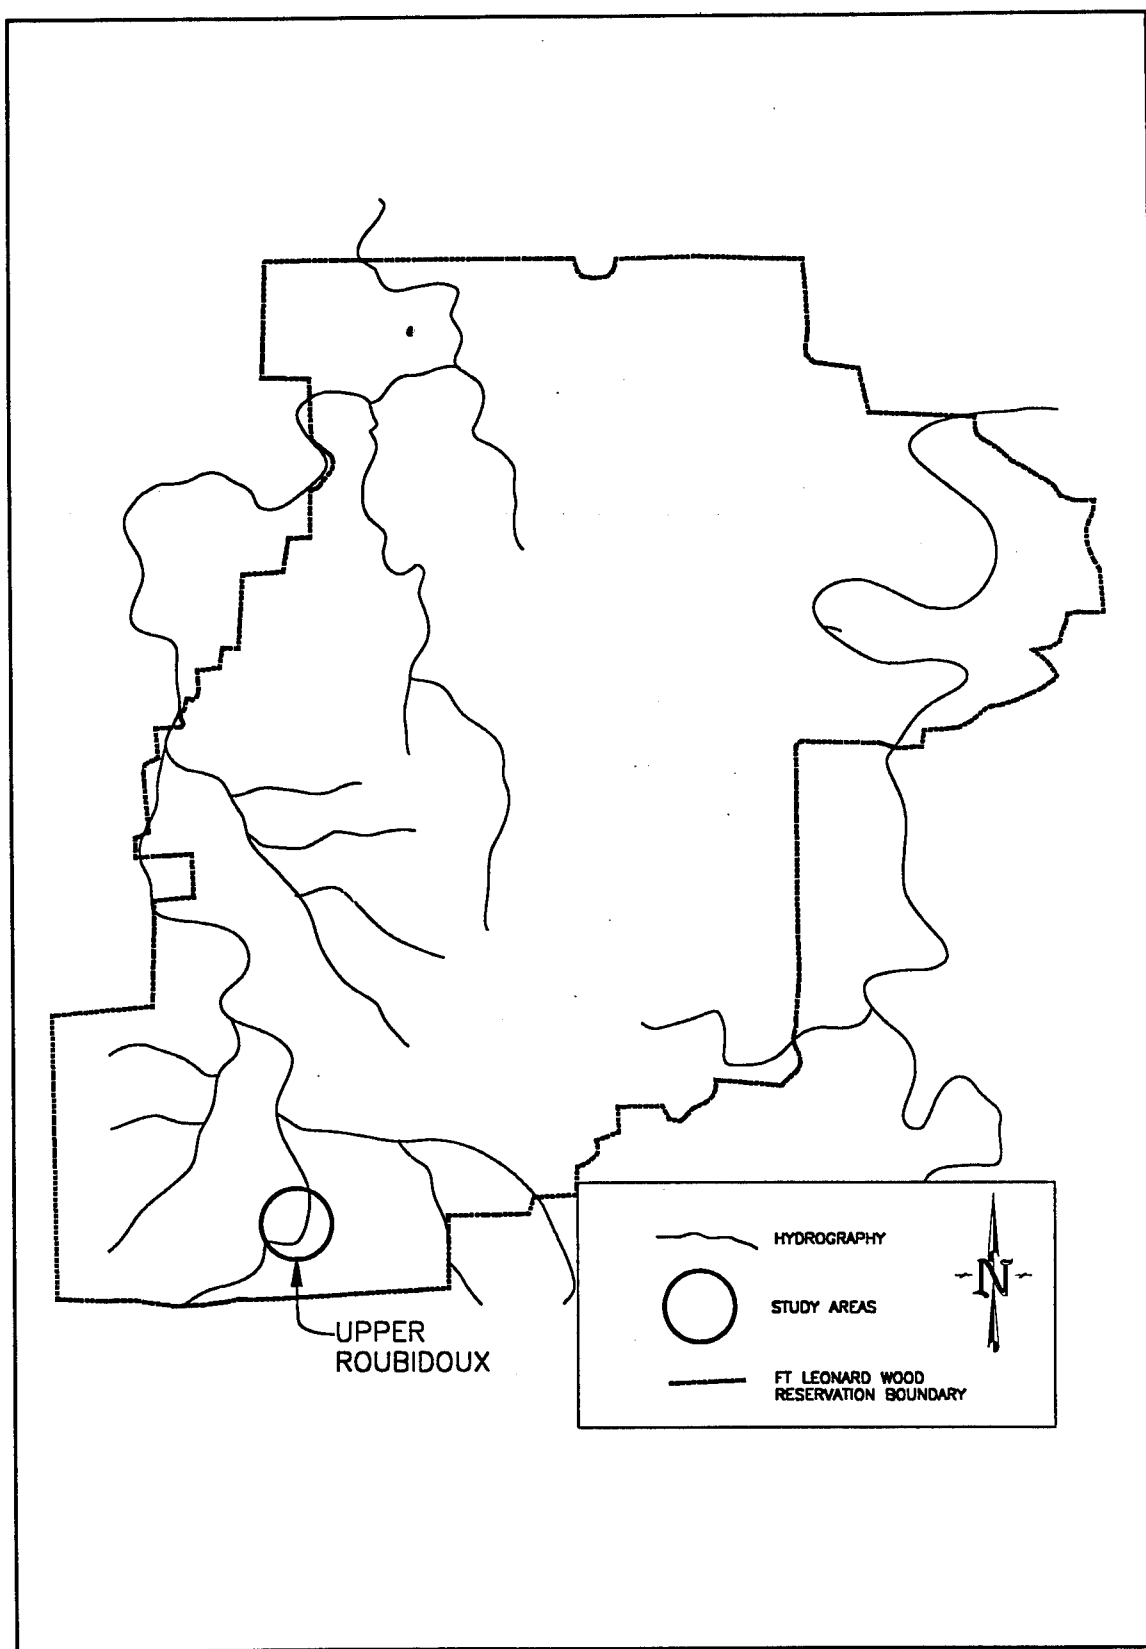 UPPER
ROUBIDOUX
HYDROGRAPHY
N
STUDY AREAS
FT LEONARD WOOD
RESERVATION BOUNDARY